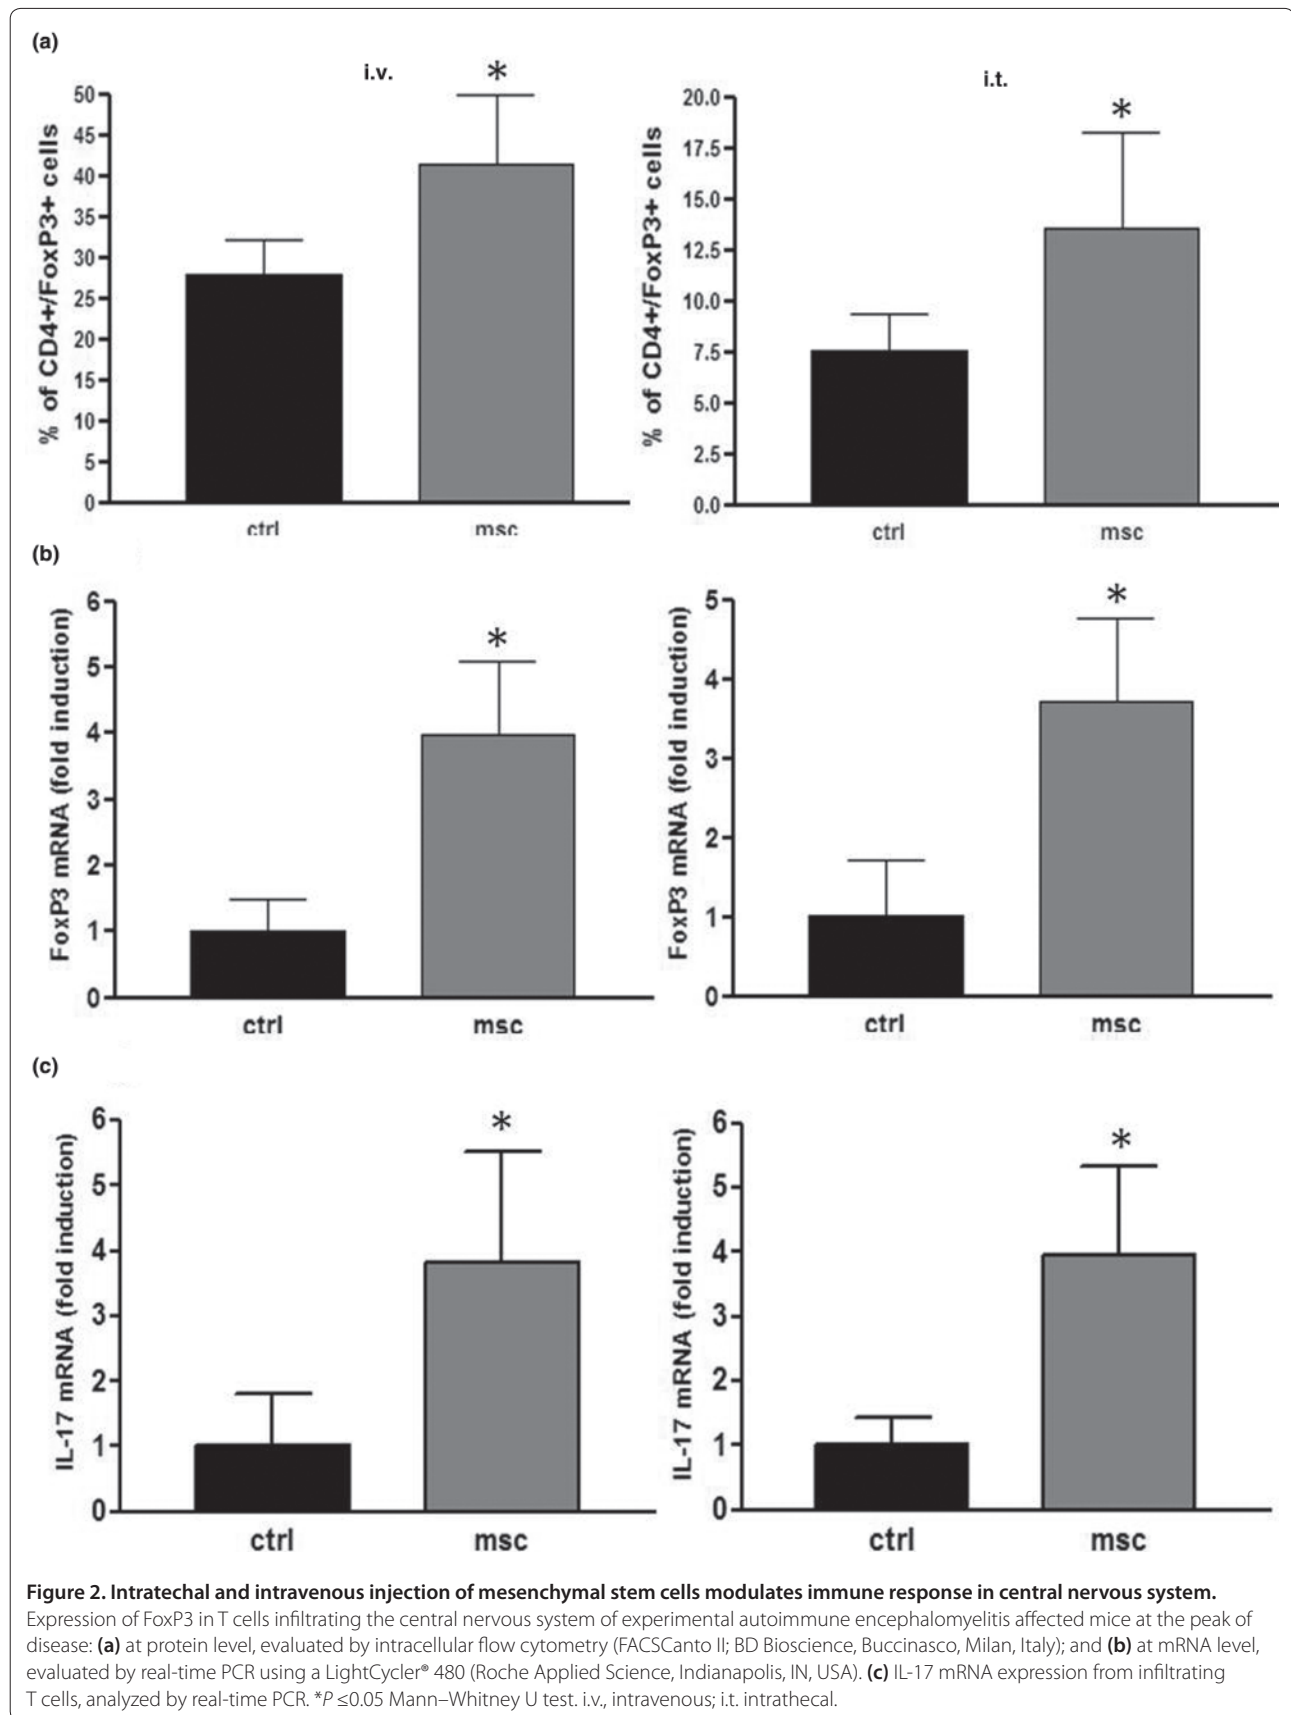 (a)
i.v.
*
% of CD4+/FoxP3+ cells
50
45
40
35
30
25
20
15
10
5
0
ctrl
msc
i.t.
*
% of CD4+/FoxP3+ cells
20.0
17.5
15.0
12.5
10.0
7.5
5.0
2.5
0.0
ctrl
msc
(b)
*
FoxP3 mRNA (fold induction)
6
5
4
3
2
1
0
ctrl
msc
*
FoxP3 mRNA (fold induction)
5
4
3
2
1
0
ctrl
msc
(c)
*
IL-17 mRNA (fold induction)
6
5
4
3
2
1
0
ctrl
msc
*
IL-17 mRNA (fold induction)
6
5
4
3
2
1
0
ctrl
msc
Figure 2. Intratechal and intravenous injection of mesenchymal stem cells modulates immune response in central nervous system.
Expression of FoxP3 in T cells infiltrating the central nervous system of experimental autoimmune encephalomyelitis affected mice at the peak of
disease: (a) at protein level, evaluated by intracellular flow cytometry (FACSCanto II; BD Bioscience, Buccinasco, Milan, Italy); and (b) at mRNA level,
evaluated by real-time PCR using a LightCycler® 480 (Roche Applied Science, Indianapolis, IN, USA). (c) IL-17 mRNA expression from infiltrating
T cells, analyzed by real-time PCR. *P ≤0.05 Mann–Whitney U test. i.v., intravenous; i.t. intrathecal.